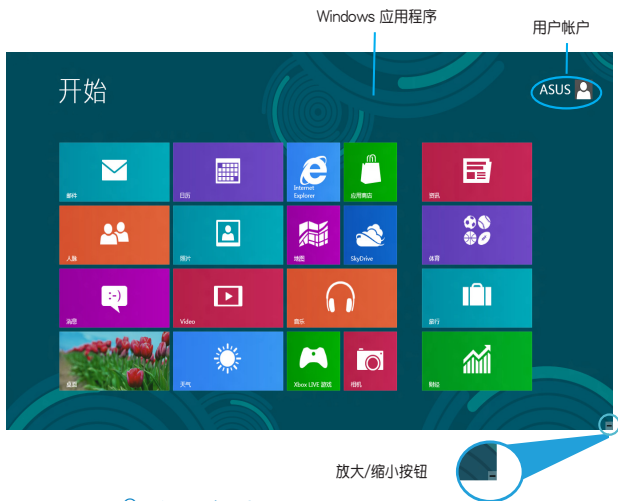 Windows 应用程序
用户帐户
开始
ASUS
邮件
日历
Internet
Explorer
应用商店
资讯
人脉
照片
地图
SkyDrive
体育
:-)
消息
Video
音乐
旅行
桌面
天气
Xbox LIVE 游戏
相机
财经
放大/缩小按钮